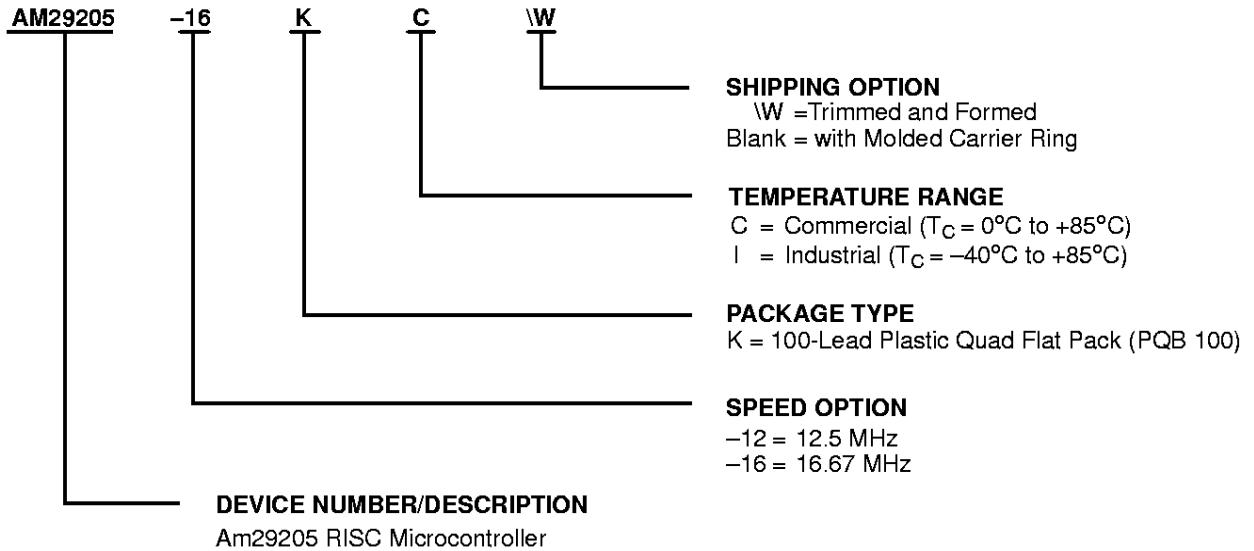 AM29205 –16 K C \W
SHIPPING OPTION
\W =Trimmed and Formed
Blank = with Molded Carrier Ring
TEMPERATURE RANGE
C = Commercial (TC = 0°C to +85°C)
I = Industrial (TC = –40°C to +85°C)
PACKAGE TYPE
K = 100-Lead Plastic Quad Flat Pack (PQB 100)
SPEED OPTION
–12 = 12.5 MHz
–16 = 16.67 MHz
DEVICE NUMBER/DESCRIPTION
Am29205 RISC Microcontroller